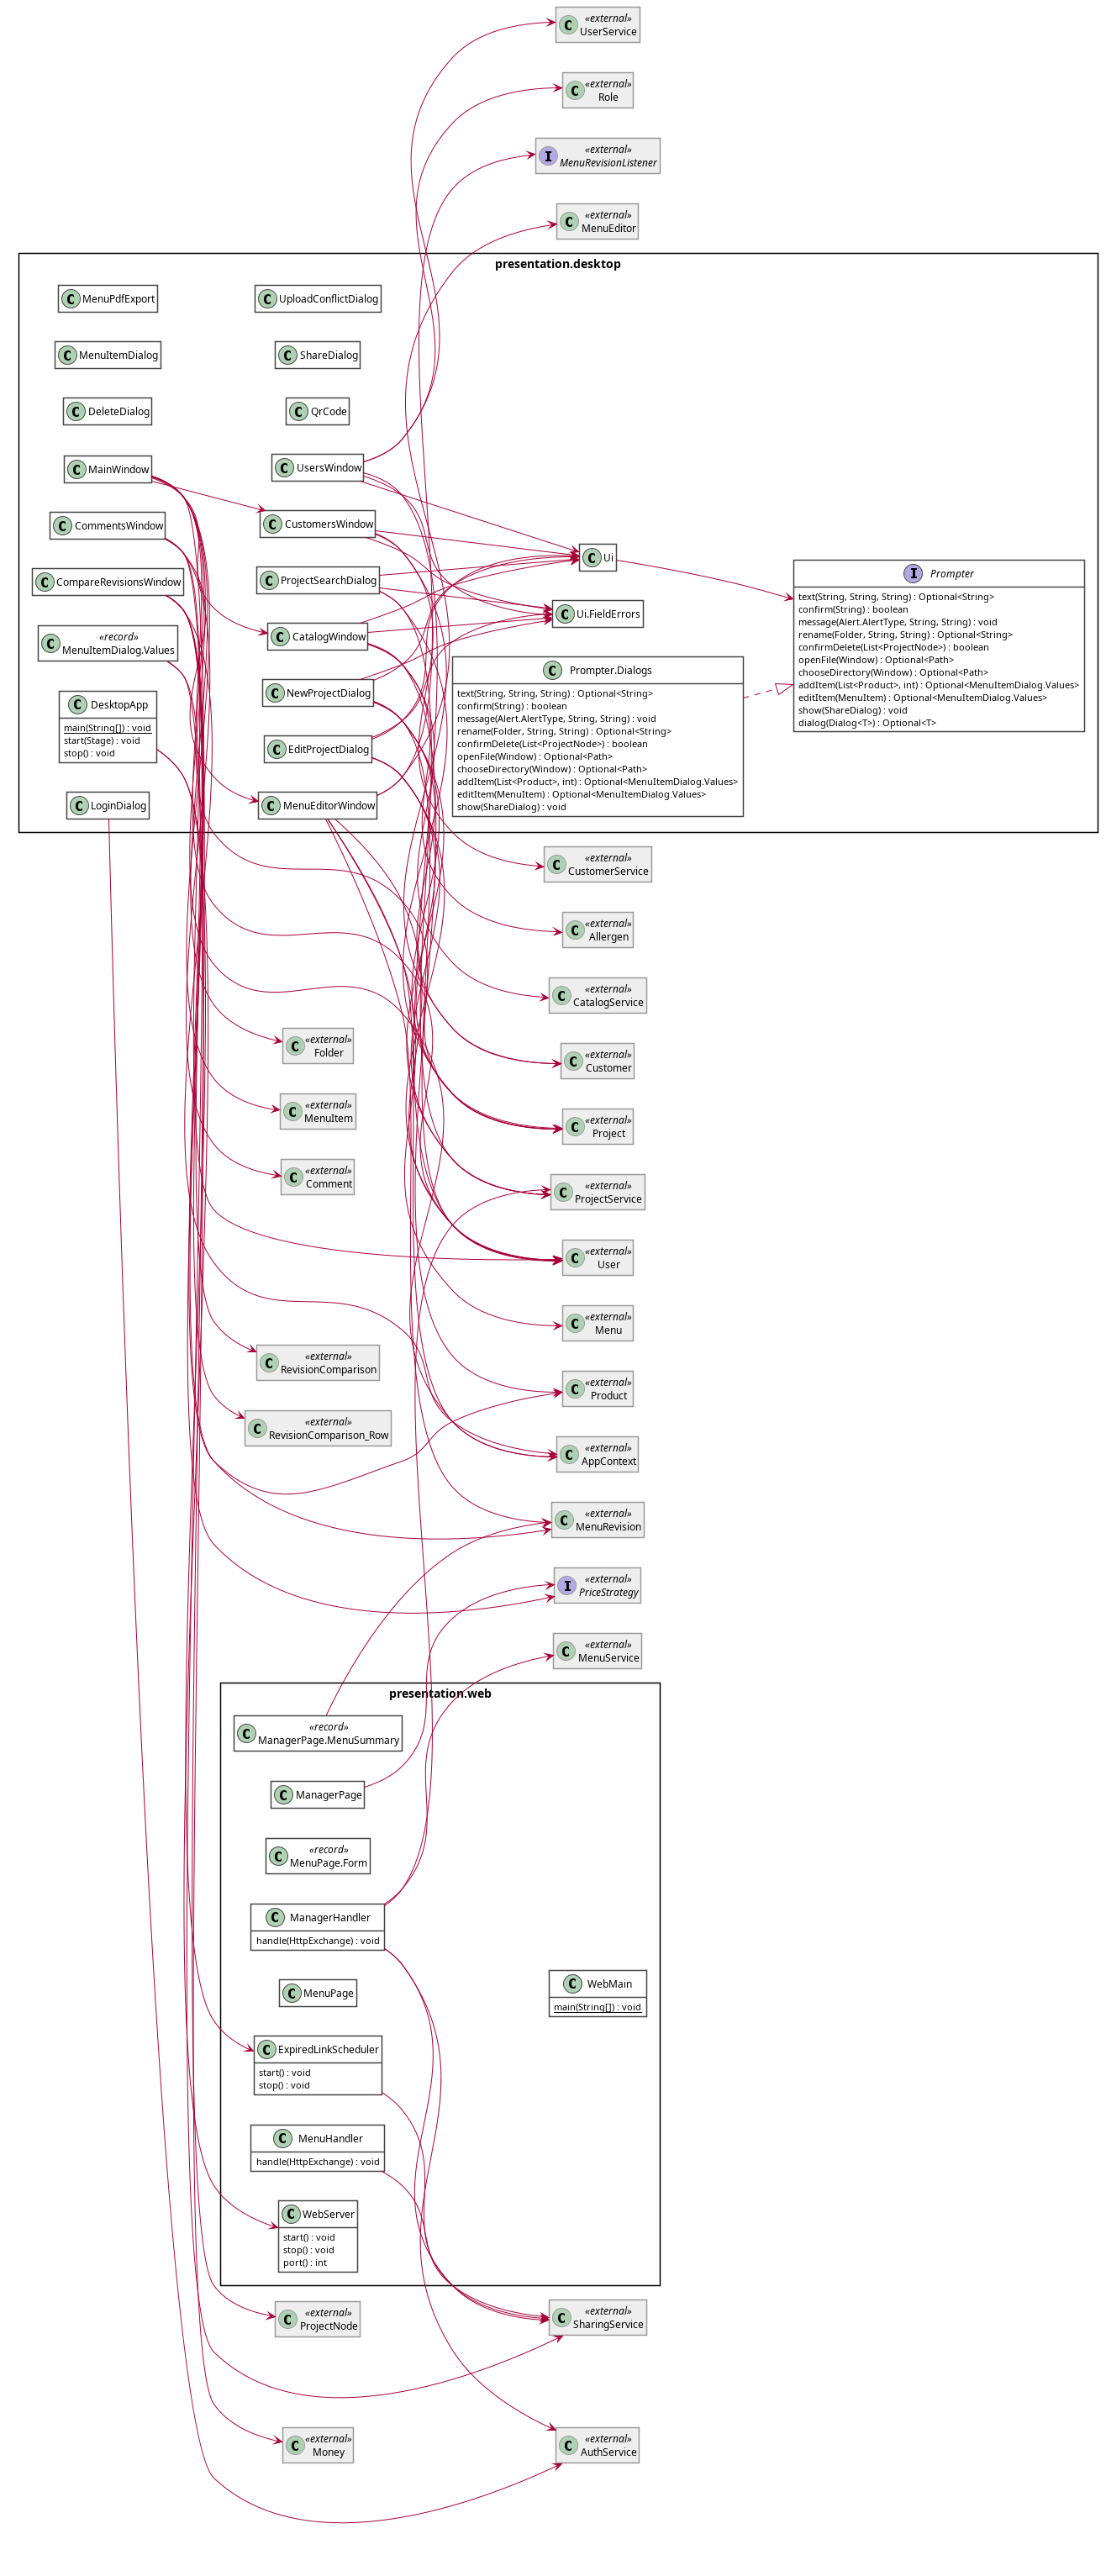 «external»
UserService
«external»
Role
«external»
MenuRevisionListener
«external»
MenuEditor
presentation.desktop
MenuPdfExport
UploadConflictDialog
MenuItemDialog
ShareDialog
DeleteDialog
QrCode
MainWindow
UsersWindow
CommentsWindow
CustomersWindow
CompareRevisionsWindow
ProjectSearchDialog
«record»
MenuItemDialog.Values
CatalogWindow
DesktopApp
main(String[]) : void
start(Stage) : void
stop() : void
NewProjectDialog
EditProjectDialog
LoginDialog
MenuEditorWindow
Ui
Ui.FieldErrors
Prompter.Dialogs
text(String, String, String) : Optional<String>
confirm(String) : boolean
message(Alert.AlertType, String, String) : void
rename(Folder, String, String) : Optional<String>
confirmDelete(List<ProjectNode>) : boolean
openFile(Window) : Optional<Path>
chooseDirectory(Window) : Optional<Path>
addItem(List<Product>, int) : Optional<MenuItemDialog.Values>
editItem(MenuItem) : Optional<MenuItemDialog.Values>
show(ShareDialog) : void
Prompter
text(String, String, String) : Optional<String>
confirm(String) : boolean
message(Alert.AlertType, String, String) : void
rename(Folder, String, String) : Optional<String>
confirmDelete(List<ProjectNode>) : boolean
openFile(Window) : Optional<Path>
chooseDirectory(Window) : Optional<Path>
addItem(List<Product>, int) : Optional<MenuItemDialog.Values>
editItem(MenuItem) : Optional<MenuItemDialog.Values>
show(ShareDialog) : void
dialog(Dialog<T>) : Optional<T>
«external»
CustomerService
«external»
Allergen
«external»
CatalogService
«external»
Folder
«external»
Customer
«external»
MenuItem
«external»
Project
«external»
Comment
«external»
ProjectService
«external»
User
«external»
Menu
«external»
RevisionComparison
«external»
Product
«external»
RevisionComparison_Row
«external»
AppContext
«external»
MenuRevision
«external»
PriceStrategy
«external»
MenuService
presentation.web
«record»
ManagerPage.MenuSummary
ManagerPage
«record»
MenuPage.Form
ManagerHandler
handle(HttpExchange) : void
MenuPage
WebMain
main(String[]) : void
ExpiredLinkScheduler
start() : void
stop() : void
MenuHandler
handle(HttpExchange) : void
WebServer
start() : void
stop() : void
port() : int
«external»
ProjectNode
«external»
SharingService
«external»
Money
«external»
AuthService